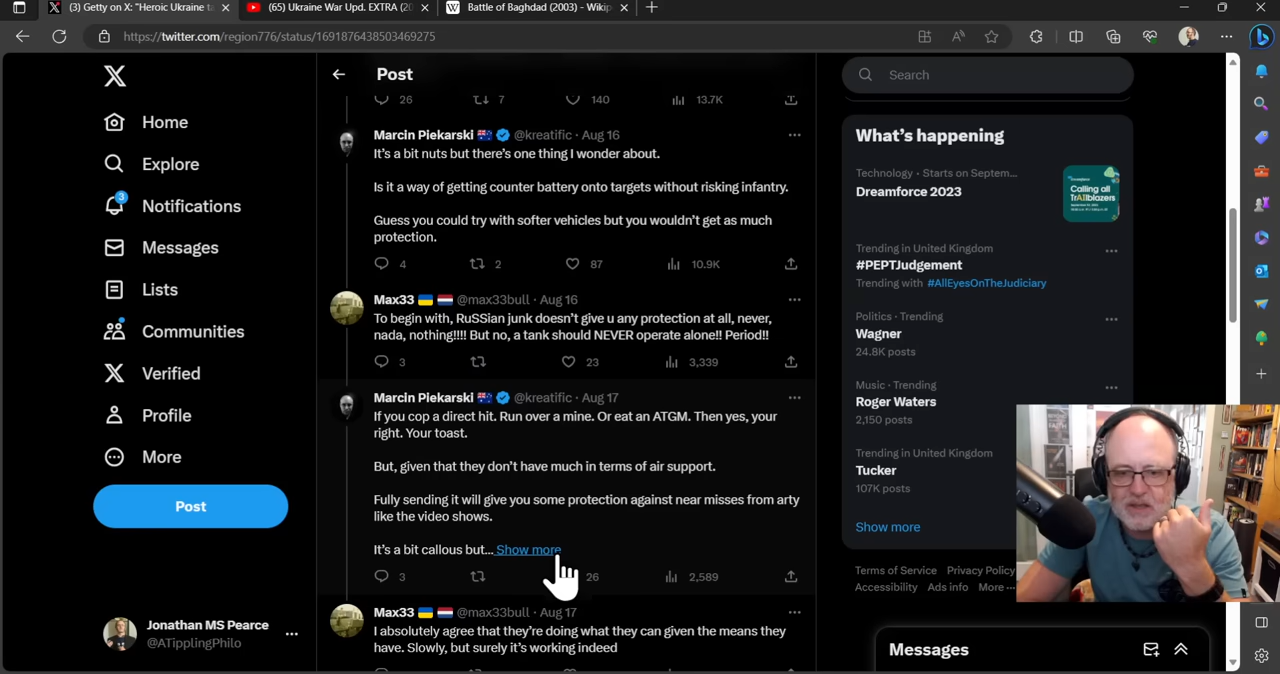 (3) Getty on X: "Heroic Ukraine ta
(65) Ukraine War Upd. EXTRA (20
Battle of Baghdad (2003) - Wikip
https://twitter.com/region776/status/1691876438503469275
Home
Explore
3
Notifications
Messages
Lists
Communities
Verified
Profile
More
Post
Jonathan MS Pearce
@ATipplingPhilo
Post
26 7 140 13.7K
Marcin Piekarski 🇦🇺 @kreatific · Aug 16
It's a bit nuts but there's one thing I wonder about.
Is it a way of getting counter battery onto targets without risking infantry.
Guess you could try with softer vehicles but you wouldn't get as much
protection.
4 2 87 10.9K
Max33 🇺🇦 🇳🇱 @max33bull · Aug 16
To begin with, RuSSian junk doesn't give u any protection at all, never,
nada, nothing!!!! But no, a tank should NEVER operate alone!! Period!!
3 23 3,339
Marcin Piekarski 🇦🇺 @kreatific · Aug 17
If you cop a direct hit. Run over a mine. Or eat an ATGM. Then yes, your
right. Your toast.
But, given that they don't have much in terms of air support.
Fully sending it will give you some protection against near misses from arty
like the video shows.
It's a bit callous but... Show more
3 26 2,589
Max33 🇺🇦 🇳🇱 @max33bull · Aug 17
I absolutely agree that they're doing what they can given the means they
have. Slowly, but surely it's working indeed
Search
What's happening
Technology · Starts on Septem...
Dreamforce 2023
Calling all
TrAIlblazers
Trending in United Kingdom
#PEPTJudgement
Trending with #AllEyesOnTheJudiciary
Politics · Trending
Wagner
24.8K posts
Music · Trending
Roger Waters
2,150 posts
Trending in United Kingdom
Tucker
107K posts
Show more
Terms of Service Privacy Policy
Accessibility Ads info More ...
Messages